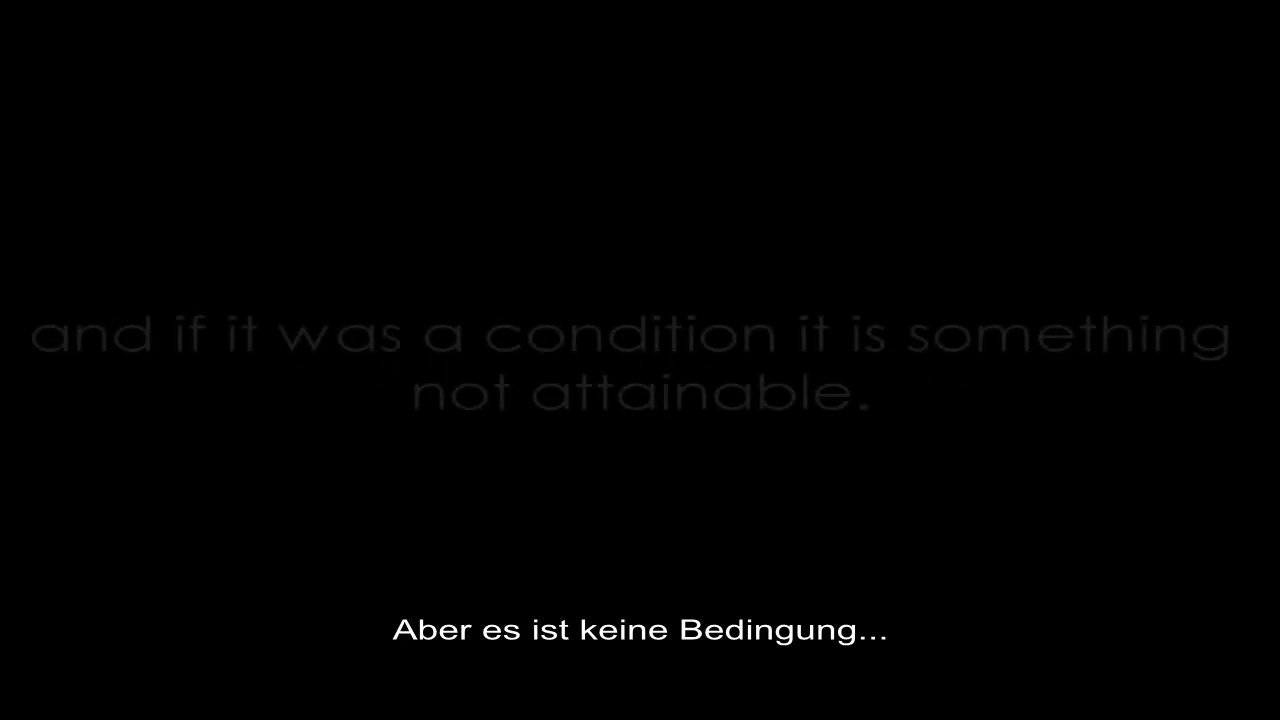 and if it was a condition it is something
not attainable.
Aber es ist keine Bedingung...